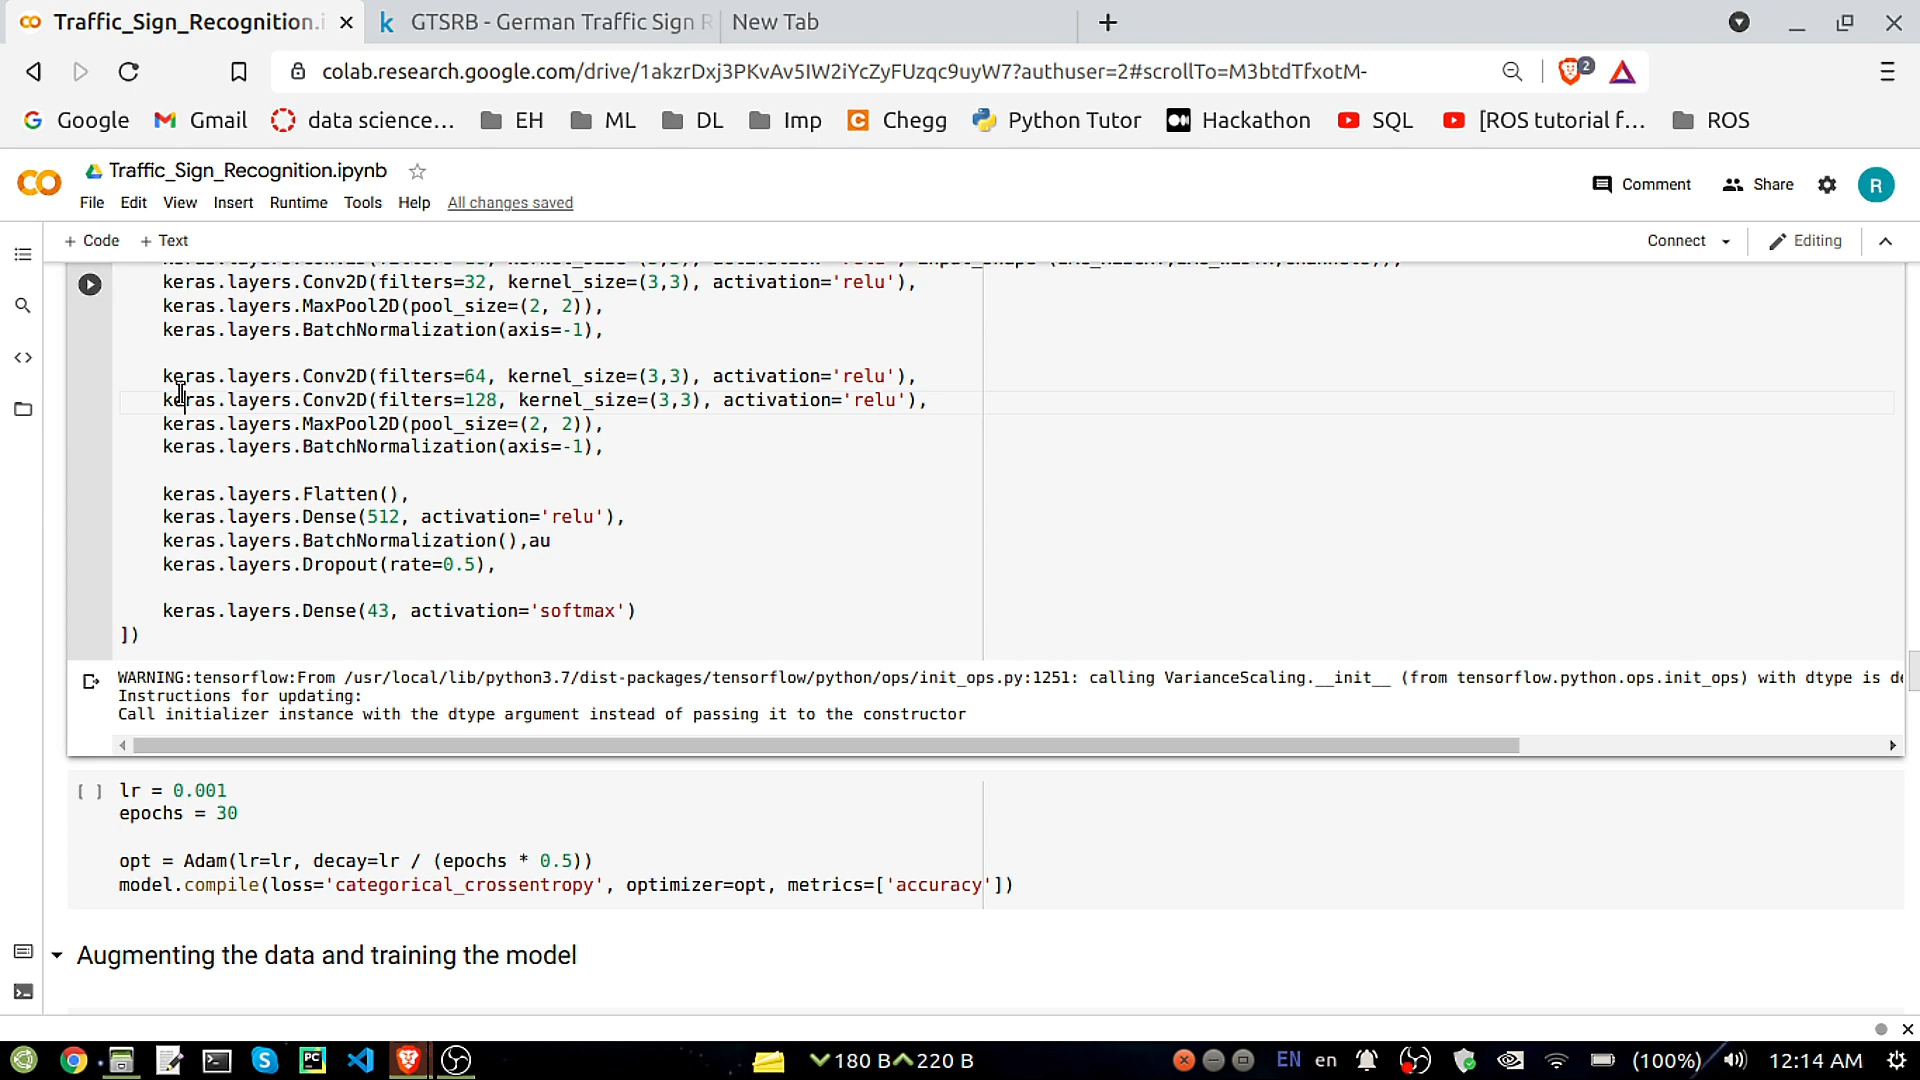 Traffic_Sign_Recognition.i
GTSRB - German Traffic Sign R
New Tab
colab.research.google.com/drive/1akzrDxj3PKvAv5IW2iYcZyFUzqc9uyW7?authuser=2#scrollTo=M3btdTfxotM-
2
Google Gmail data science... EH ML DL Imp Chegg Python Tutor Hackathon SQL [ROS tutorial f... ROS
Traffic_Sign_Recognition.ipynb
Comment Share R
File Edit View Insert Runtime Tools Help All changes saved
+ Code + Text Connect Editing
keras.layers.Conv2D(filters=32, kernel_size=(3,3), activation='relu'),
keras.layers.MaxPool2D(pool_size=(2, 2)),
keras.layers.BatchNormalization(axis=-1),
keras.layers.Conv2D(filters=64, kernel_size=(3,3), activation='relu'),
keras.layers.Conv2D(filters=128, kernel_size=(3,3), activation='relu'),
keras.layers.MaxPool2D(pool_size=(2, 2)),
keras.layers.BatchNormalization(axis=-1),
keras.layers.Flatten(),
keras.layers.Dense(512, activation='relu'),
keras.layers.BatchNormalization(),au
keras.layers.Dropout(rate=0.5),
keras.layers.Dense(43, activation='softmax')
])
WARNING:tensorflow:From /usr/local/lib/python3.7/dist-packages/tensorflow/python/ops/init_ops.py:1251: calling VarianceScaling.__init__ (from tensorflow.python.ops.init_ops) with dtype is de
Instructions for updating:
Call initializer instance with the dtype argument instead of passing it to the constructor
[ ] lr = 0.001
epochs = 30
opt = Adam(lr=lr, decay=lr / (epochs * 0.5))
model.compile(loss='categorical_crossentropy', optimizer=opt, metrics=['accuracy'])
Augmenting the data and training the model
180 B 220 B EN en (100%) 12:14 AM